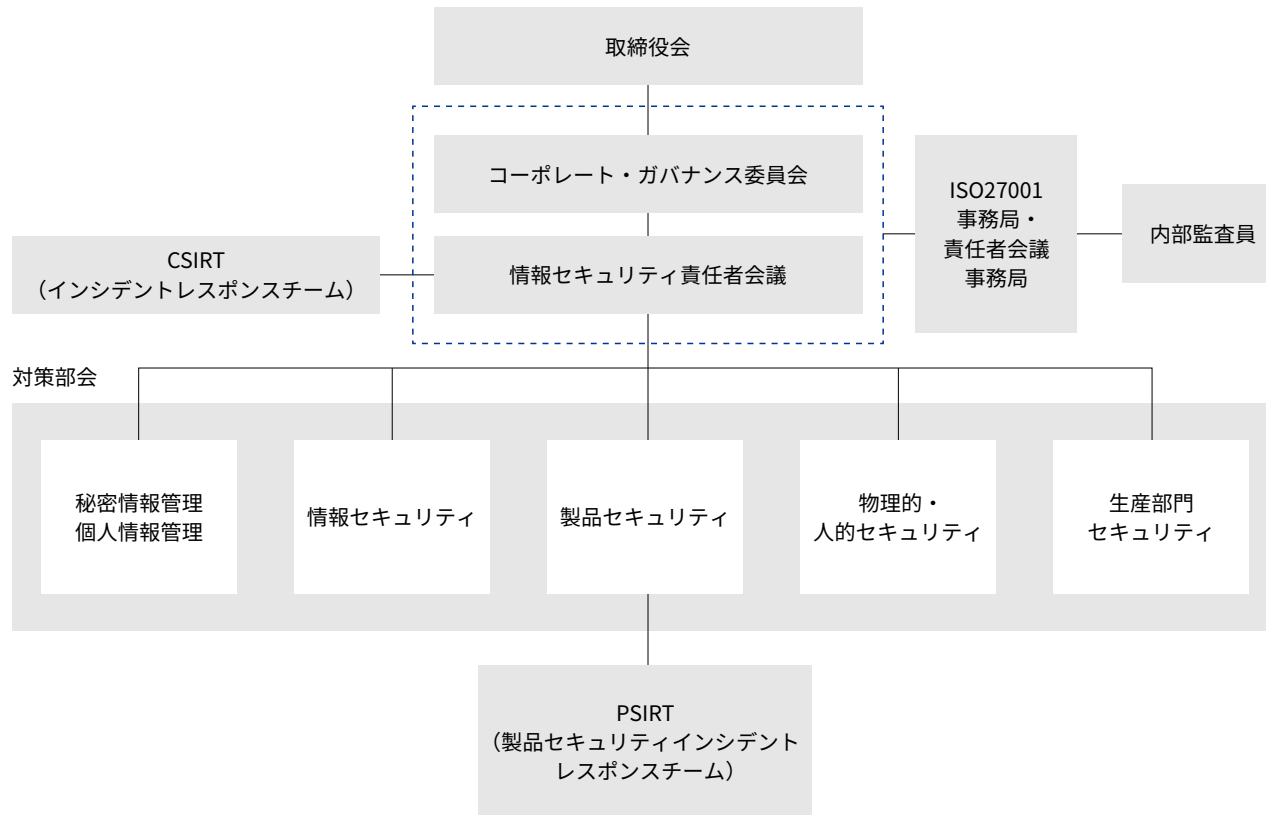 取締役会
コーポレート・ガバナンス委員会
ISO27001
事務局・
責任者会議
事務局
内部監査員
CSIRT
（インシデントレスポンスチーム）
情報セキュリティ責任者会議
対策部会
秘密情報管理
個人情報管理
情報セキュリティ
製品セキュリティ
物理的・
人的セキュリティ
生産部門
セキュリティ
PSIRT
（製品セキュリティインシデント
レスポンスチーム）